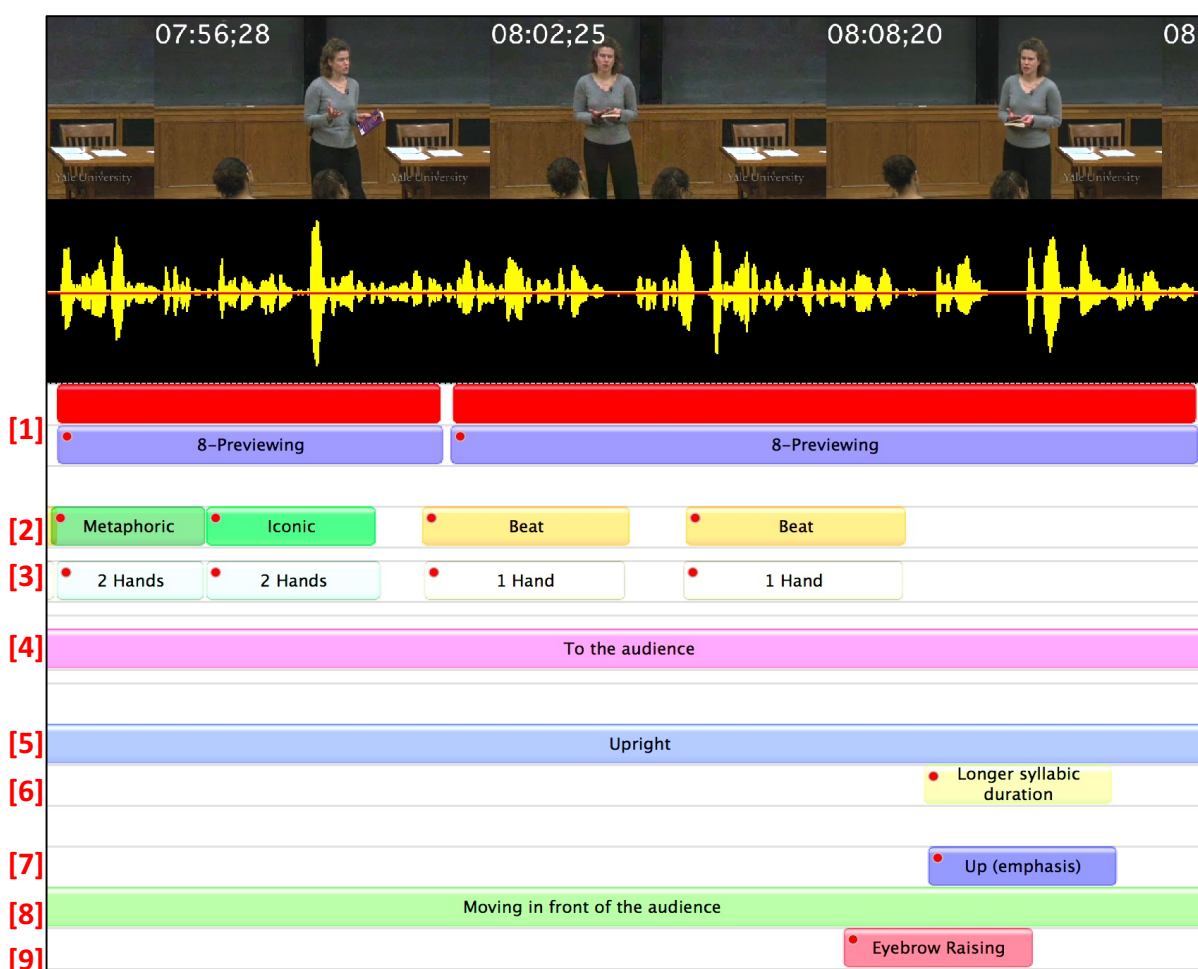 07:56;28 08:02;25 08:08;20 08
Yale University Yale University Yale University
[1]
8-Previewing 8-Previewing
[2] Metaphoric Iconic Beat Beat
[3] 2 Hands 2 Hands 1 Hand 1 Hand
[4] To the audience
[5] Upright
[6] Longer syllabic
duration
[7] Up (emphasis)
[8] Moving in front of the audience
[9] Eyebrow Raising